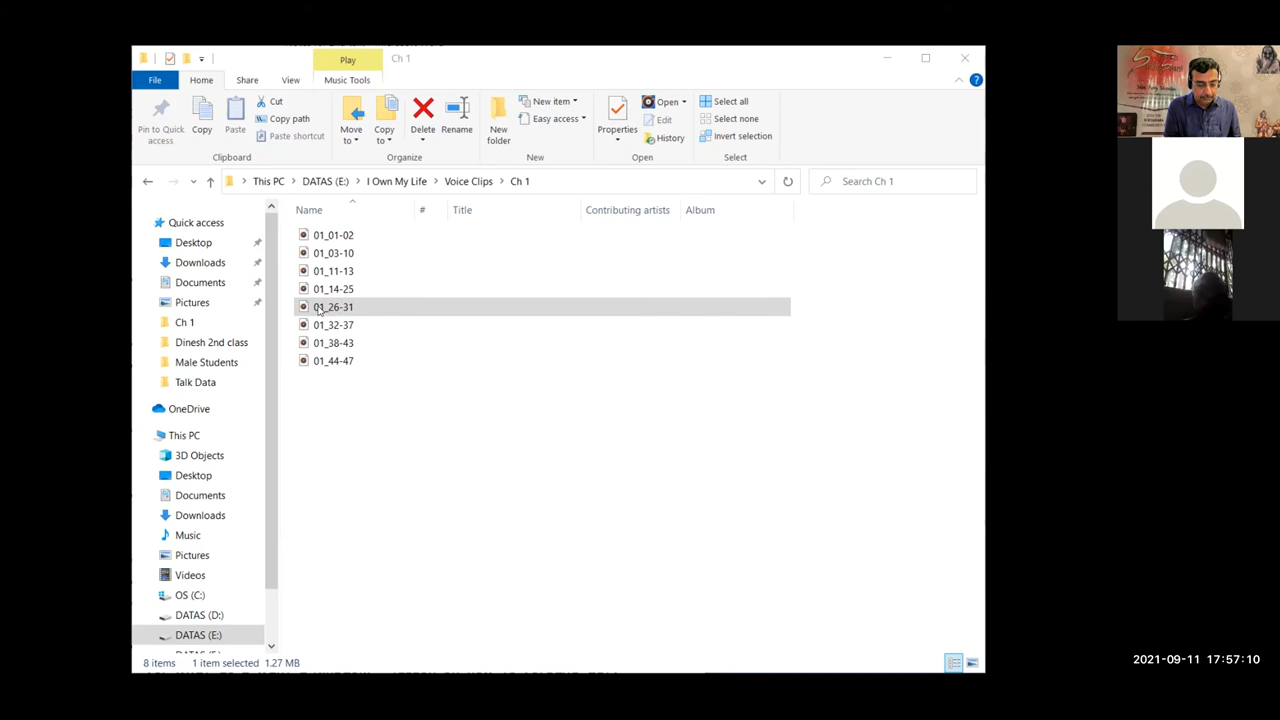 Play
Ch 1
File
Home
Share
View
Music Tools
Pin to Quick
access
Copy
Paste
Cut
Copy path
Paste shortcut
Clipboard
Move
to
Copy
to
Delete
Rename
Organize
New
folder
New item
Easy access
New
Properties
Open
Edit
History
Open
Select all
Select none
Invert selection
Select
This PC > DATAS (E:) > I Own My Life > Voice Clips > Ch 1
Search Ch 1
Name # Title Contributing artists Album
01_01-02
01_03-10
01_11-13
01_14-25
01_26-31
01_32-37
01_38-43
01_44-47
Quick access
Desktop
Downloads
Documents
Pictures
Ch 1
Dinesh 2nd class
Male Students
Talk Data
OneDrive
This PC
3D Objects
Desktop
Documents
Downloads
Music
Pictures
Videos
OS (C:)
DATAS (D:)
DATAS (E:)
8 items 1 item selected 1.27 MB
2021-09-11 17:57:10